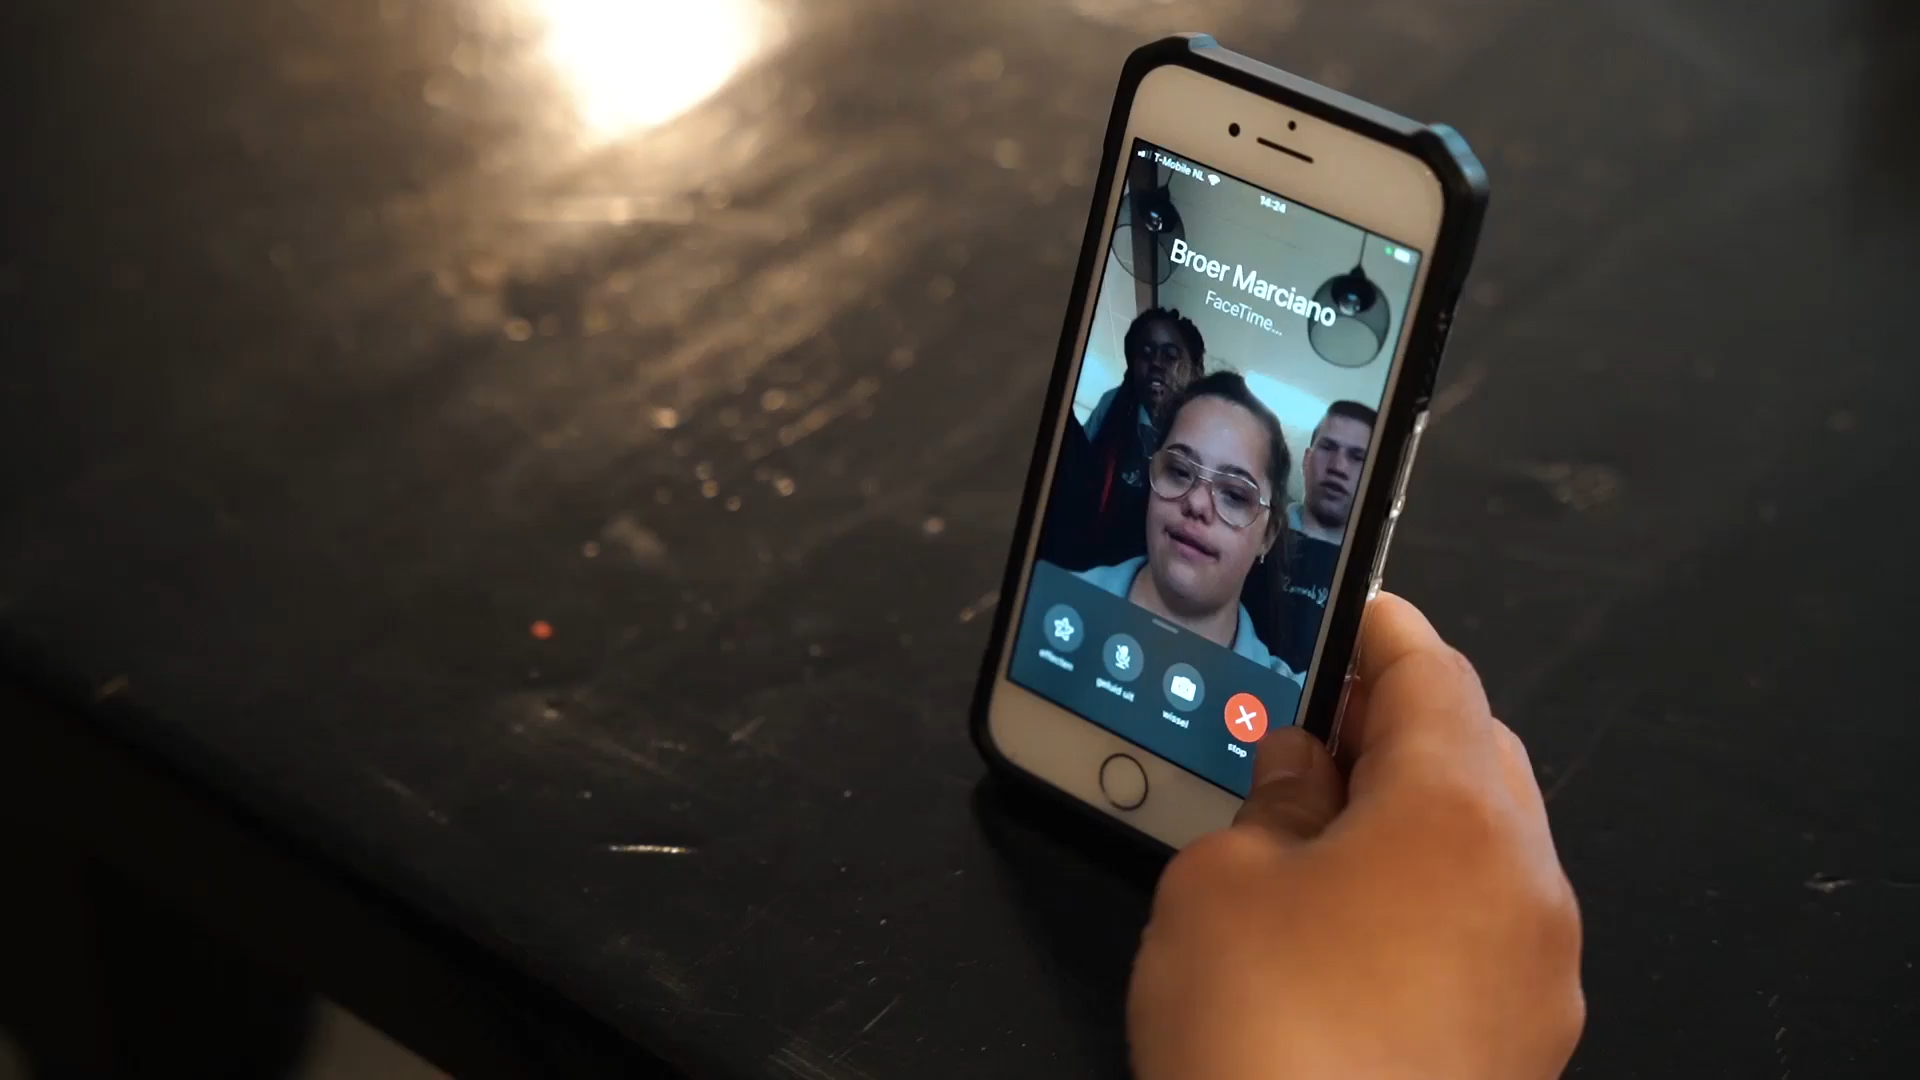 T-Mobile NL
14:24
Broer Marciano
FaceTime...
effecten
geluid uit
wissel
stop